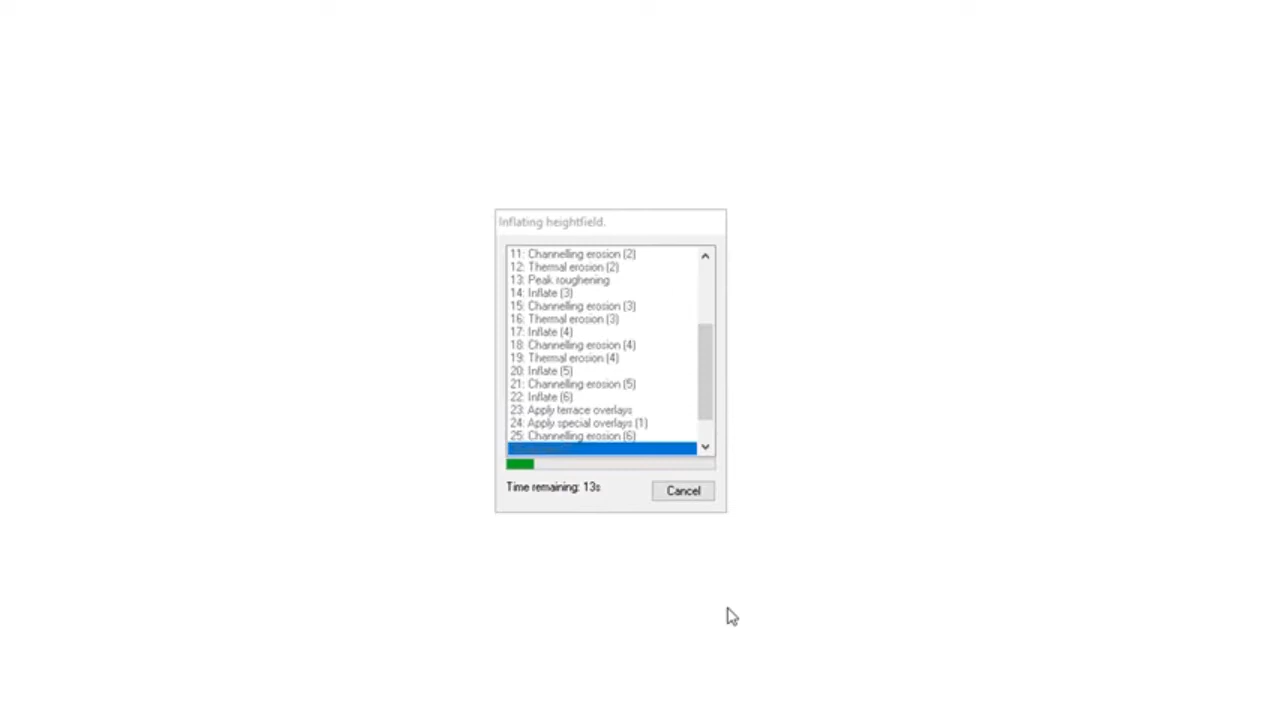 Inflating heightfield.
11: Channelling erosion (2)
12: Thermal erosion (2)
13: Peak roughening
14: Inflate (3)
15: Channelling erosion (3)
16: Thermal erosion (3)
17: Inflate (4)
18: Channelling erosion (4)
19: Thermal erosion (4)
20: Inflate (5)
21: Channelling erosion (5)
22: Inflate (6)
23: Apply terrace overlays
24: Apply special overlays (1)
25: Channelling erosion (6)
Time remaining: 13s
Cancel